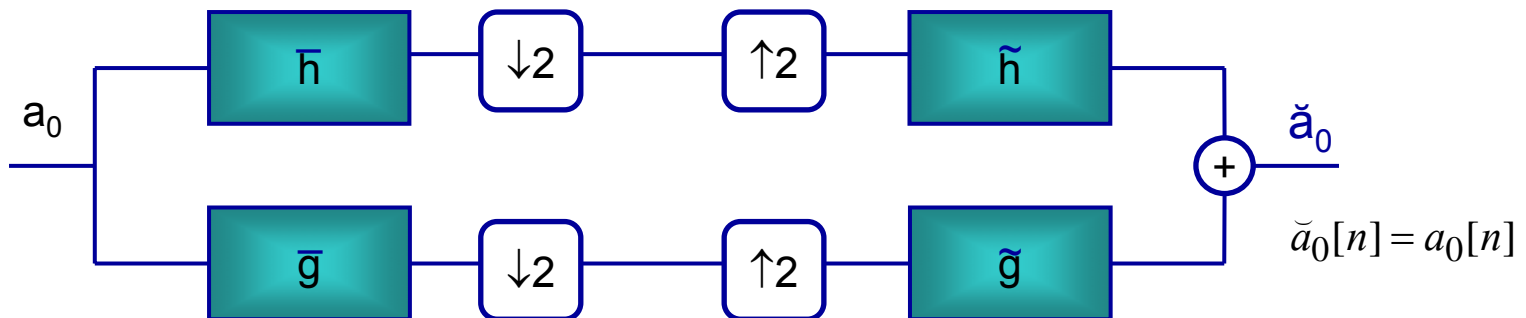 h̅ ↓2 ↑2 h̃
a₀ + ă₀
ă₀[n] = a₀[n]
g̅ ↓2 ↑2 g̃